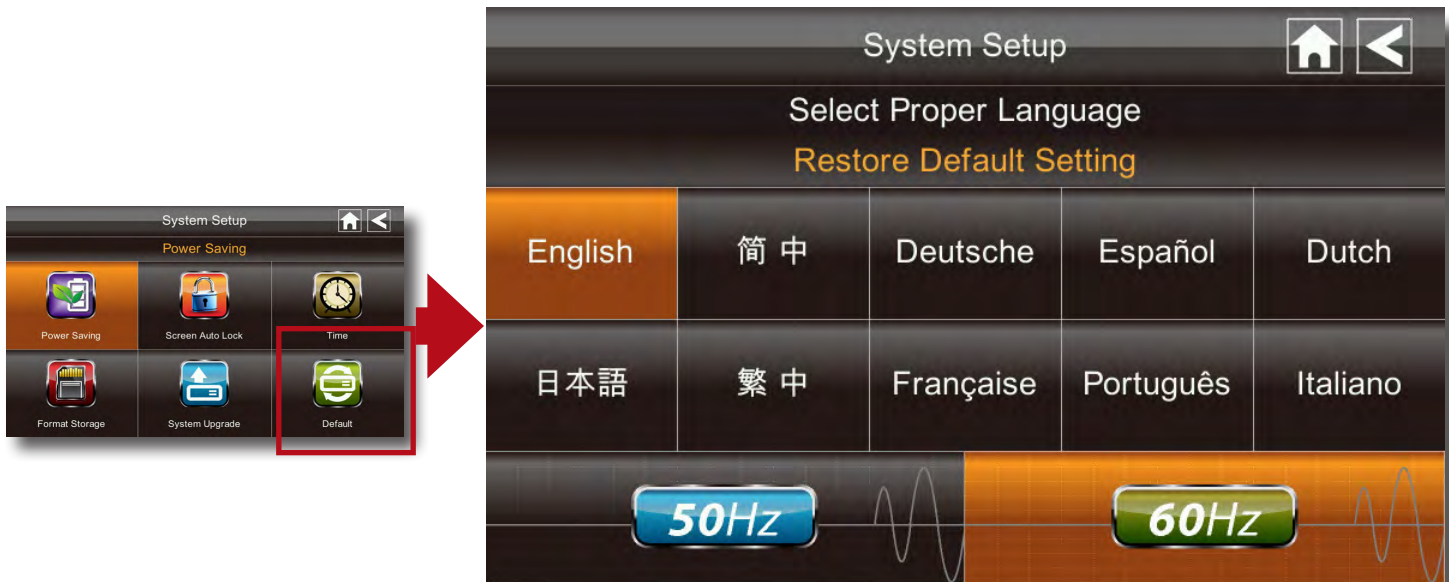 System Setup
Power Saving
Power Saving
Screen Auto Lock
Time
Format Storage
System Upgrade
Default
System Setup
Select Proper Language
Restore Default Setting
English
简 中
Deutsche
Español
Dutch
日本語
繁 中
Française
Português
Italiano
50Hz
60Hz